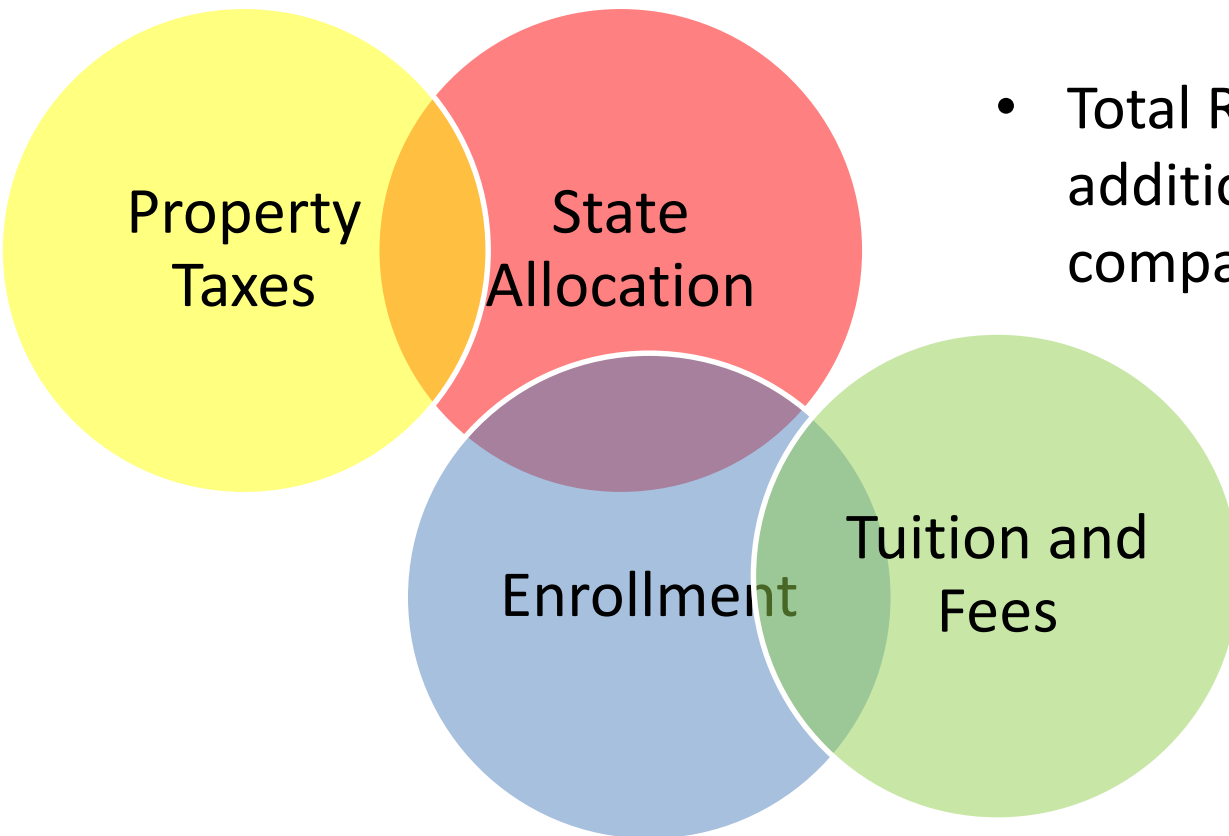 Property
Taxes
State
Allocation
• Total R
additio
compa
Enrollment
Tuition and
Fees